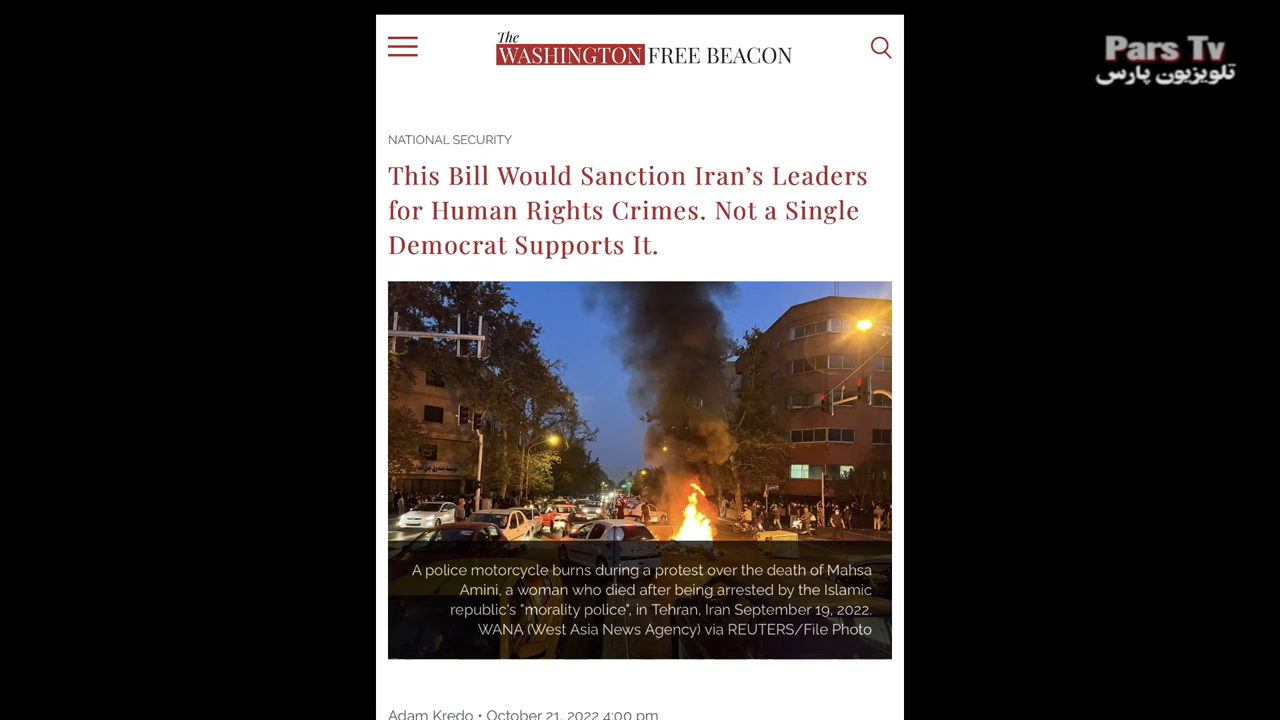 The
WASHINGTON FREE BEACON
Pars Tv
تلویزیون پارس
NATIONAL SECURITY
This Bill Would Sanction Iran’s Leaders
for Human Rights Crimes. Not a Single
Democrat Supports It.
A police motorcycle burns during a protest over the death of Mahsa
Amini, a woman who died after being arrested by the Islamic
republic's "morality police", in Tehran, Iran September 19, 2022.
WANA (West Asia News Agency) via REUTERS/File Photo
Adam Kredo • October 21, 2022 4:00 pm